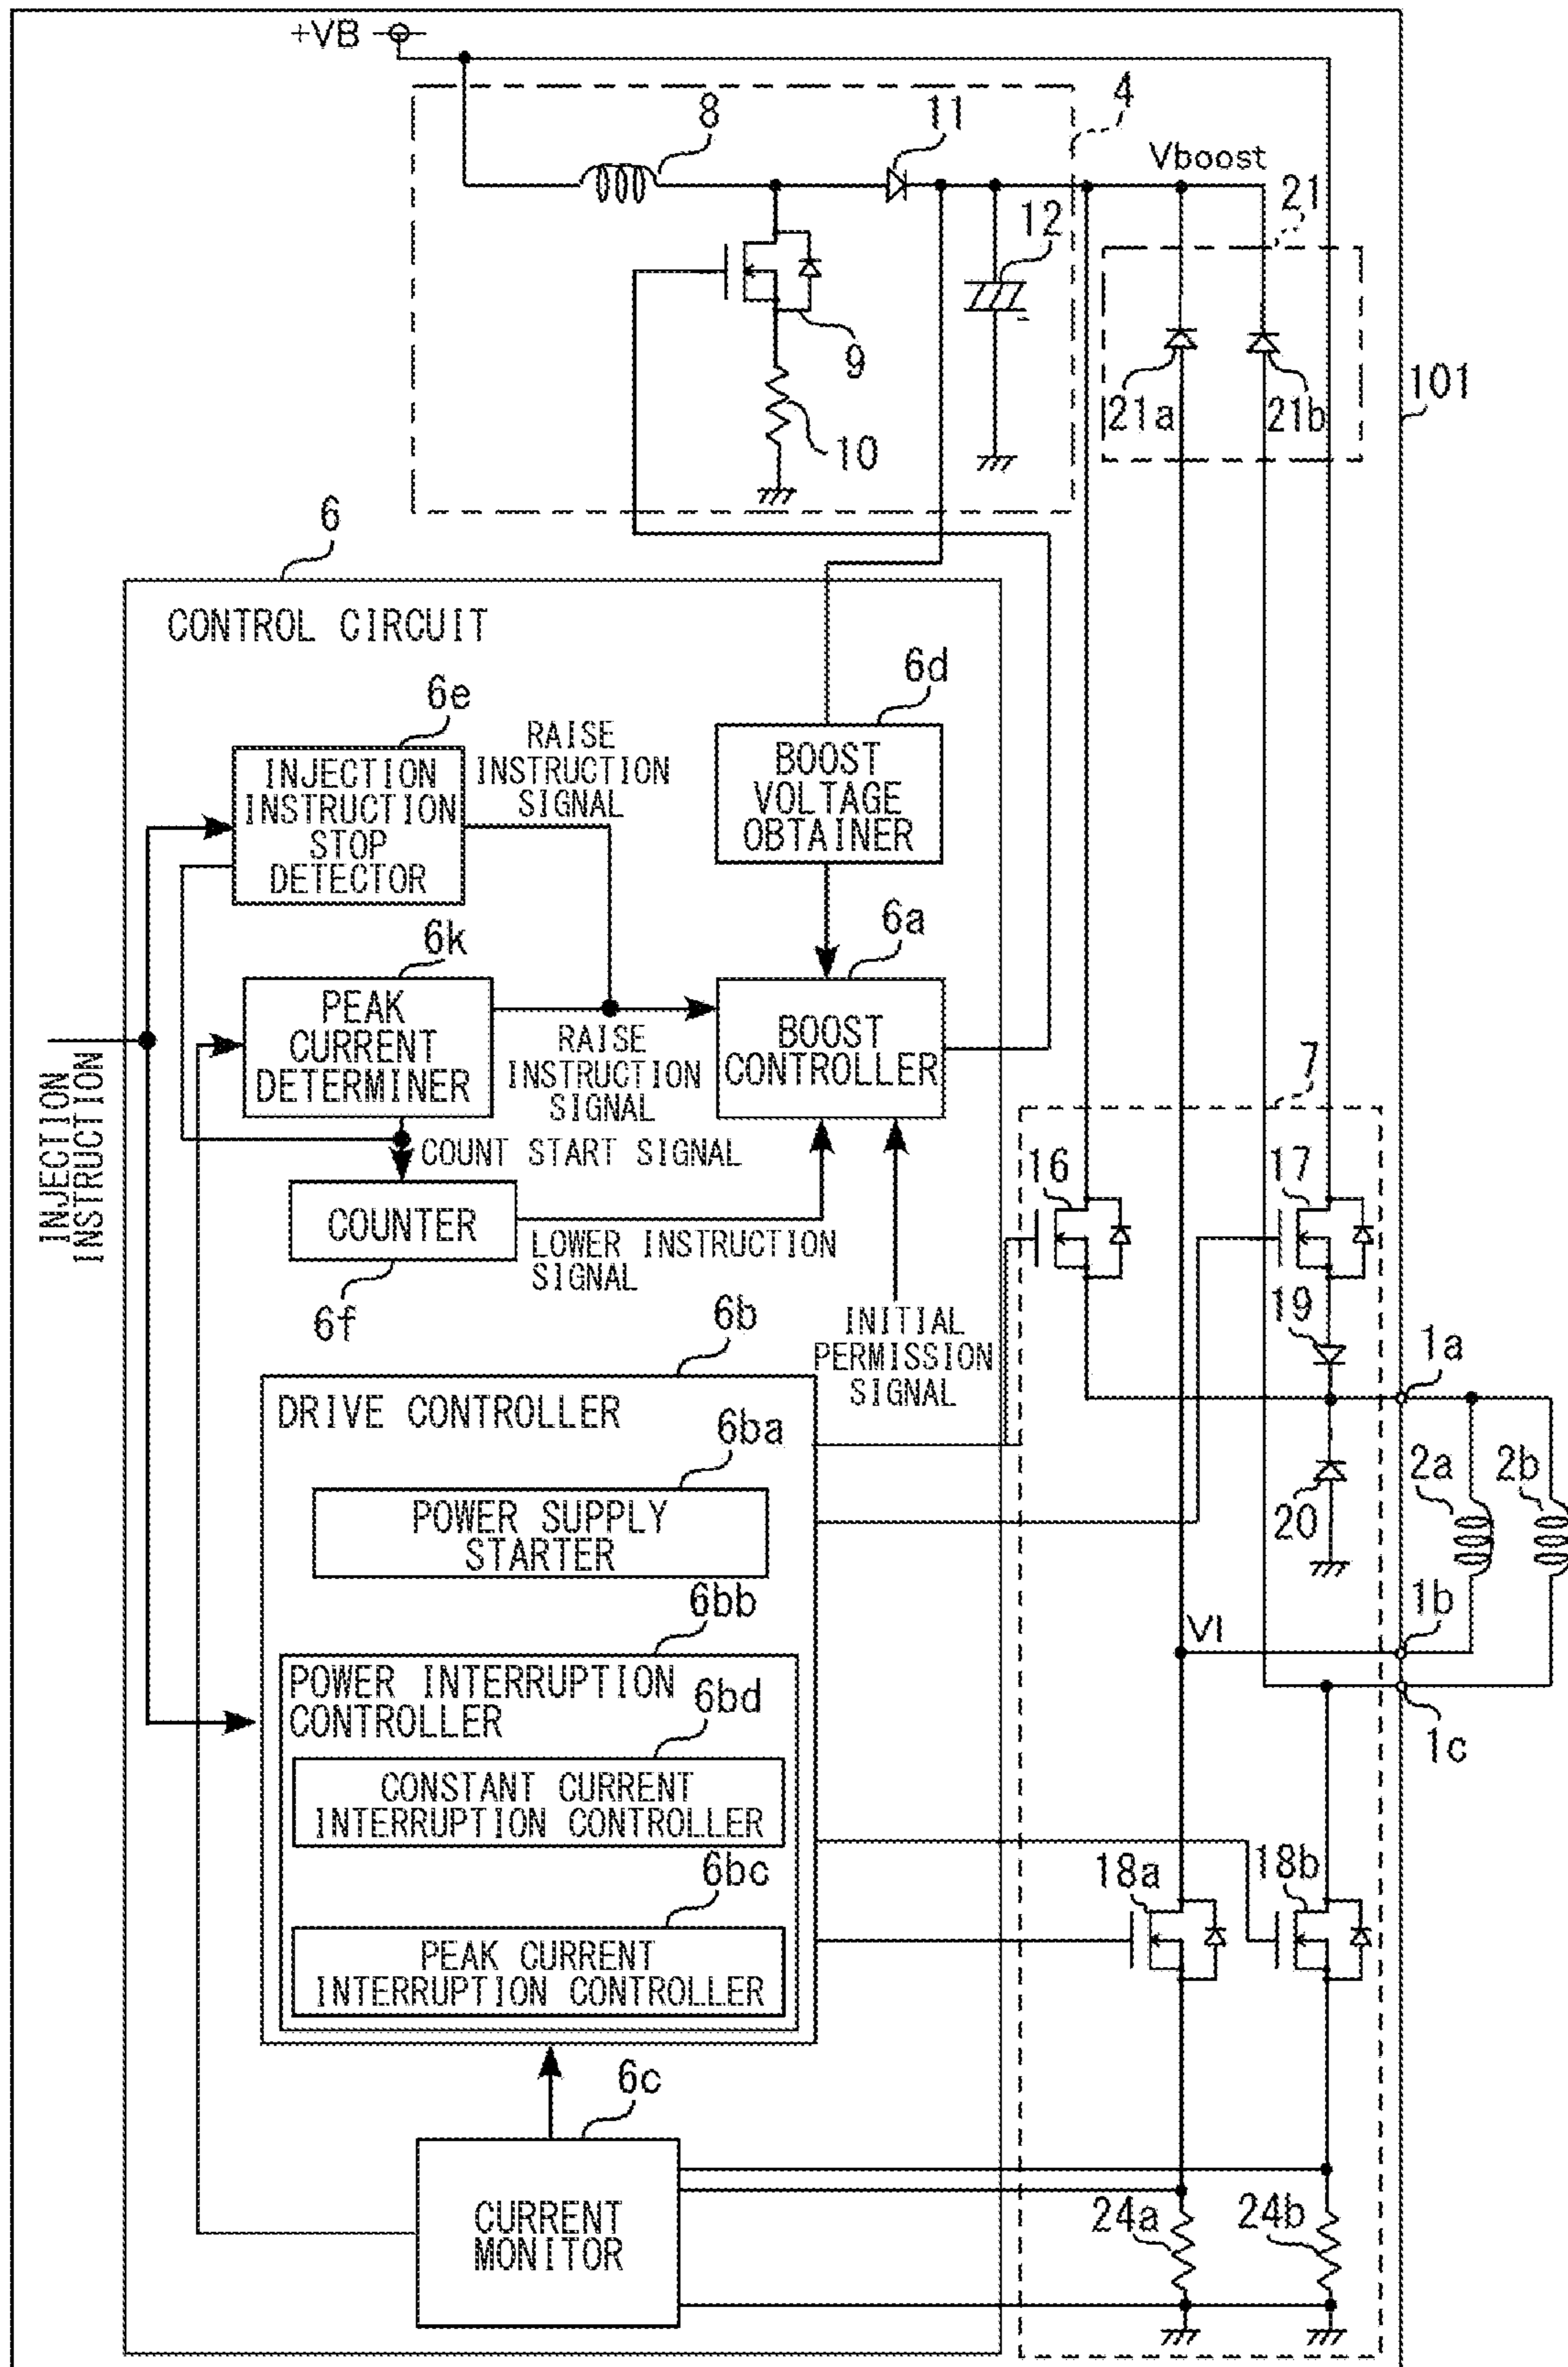 +VB
4
8
11
Vboost
21
12
9
10
21a
21b
101
6
CONTROL CIRCUIT
6d
6e
RAISE
INSTRUCTION
SIGNAL
INJECTION
INSTRUCTION
STOP
DETECTOR
BOOST
VOLTAGE
OBTAINER
6a
6k
PEAK
CURRENT
DETERMINER
RAISE
INSTRUCTION
SIGNAL
BOOST
CONTROLLER
7
INJECTION
INSTRUCTION
COUNT START SIGNAL
16
17
COUNTER
LOWER INSTRUCTION
SIGNAL
6f
6b
INITIAL
PERMISSION
SIGNAL
19
1a
DRIVE CONTROLLER
6ba
2a
2b
POWER SUPPLY
STARTER
20
6bb
VI
1b
POWER INTERRUPTION
CONTROLLER
6bd
1c
CONSTANT CURRENT
INTERRUPTION CONTROLLER
6bc
18a
18b
PEAK CURRENT
INTERRUPTION CONTROLLER
6c
CURRENT
MONITOR
24a
24b